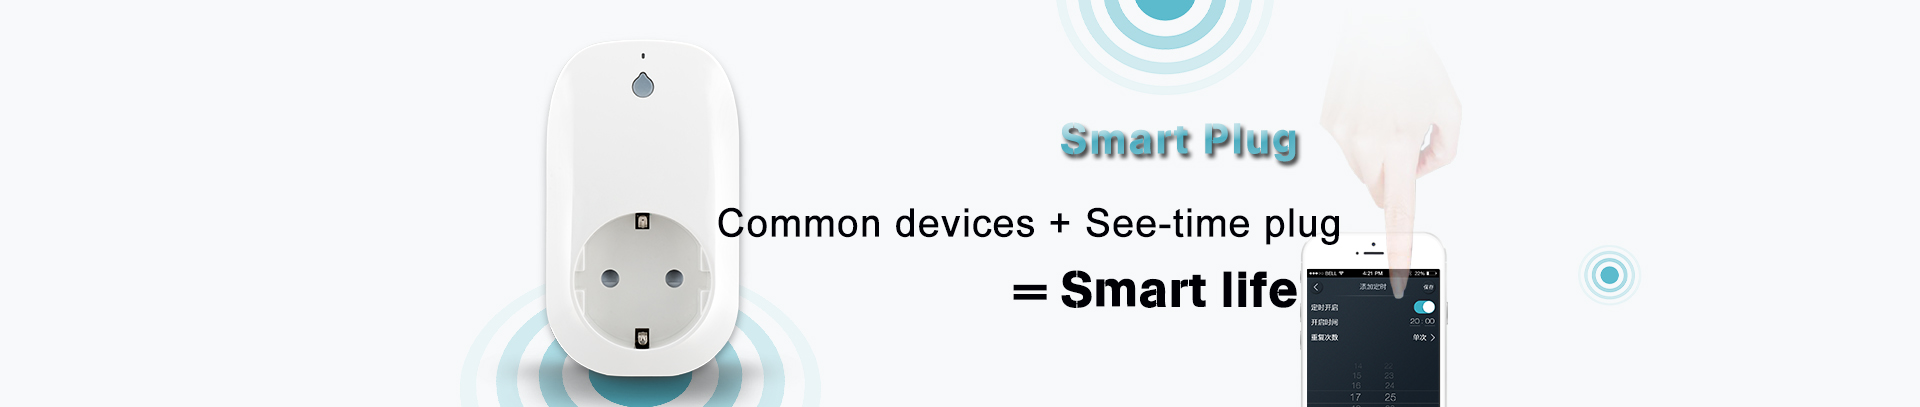 Smart Plug
Common devices + See-time plug
= Smart life
BELL 4:21 PM 22%
添加定时 保存
定时开启
开启时间 20:00
重复次数 单次
14 22
15 23
16 24
17 25